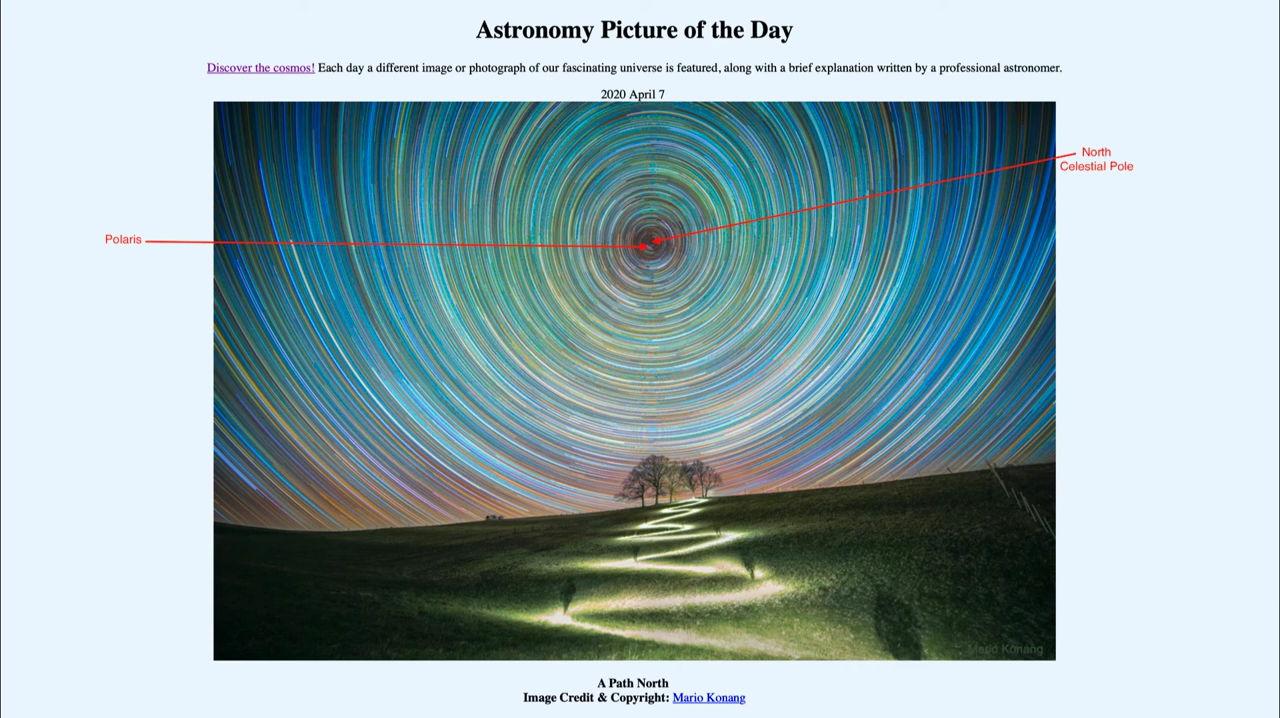 Astronomy Picture of the Day
Discover the cosmos! Each day a different image or photograph of our fascinating universe is featured, along with a brief explanation written by a professional astronomer.
2020 April 7
North
Celestial Pole
Polaris
Mario Konang
A Path North
Image Credit & Copyright: Mario Konang